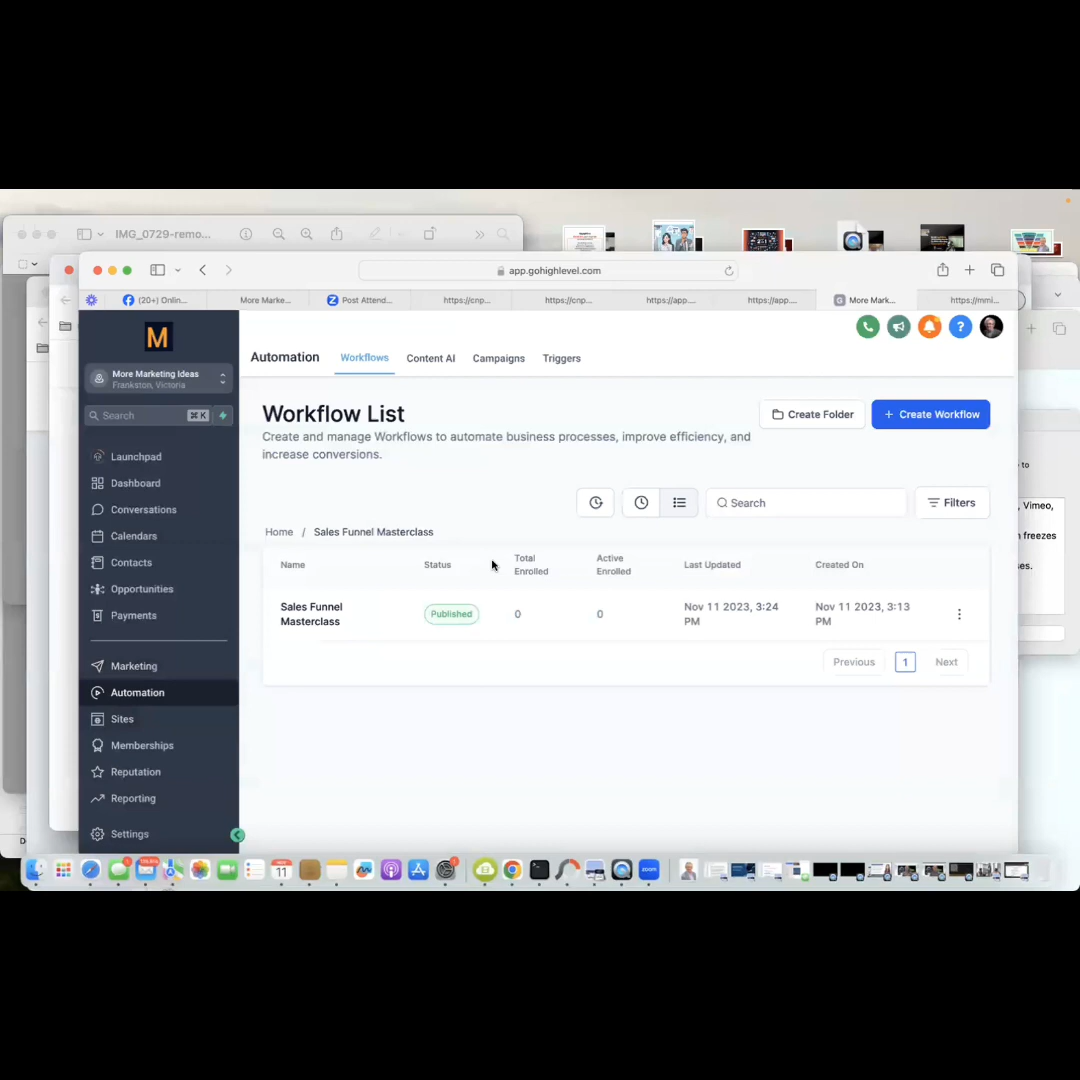 IMG_0729-remo...
app.gohighlevel.com
(20+) Onlin...
More Marke...
Post Attend...
https://cnp...
https://cnp...
https://app....
https://app....
More Mark...
https://mmi...
M
More Marketing Ideas
Frankston, Victoria
Search
⌘ K
Launchpad
Dashboard
Conversations
Calendars
Contacts
Opportunities
Payments
Marketing
Automation
Sites
Memberships
Reputation
Reporting
Settings
Automation
Workflows
Content AI
Campaigns
Triggers
Workflow List
Create and manage Workflows to automate business processes, improve efficiency, and
increase conversions.
Create Folder
+ Create Workflow
Search
Filters
Home / Sales Funnel Masterclass
Name
Status
Total
Enrolled
Active
Enrolled
Last Updated
Created On
Sales Funnel
Masterclass
Published
0
0
Nov 11 2023, 3:24
PM
Nov 11 2023, 3:13
PM
Previous
1
Next
to
, Vimeo,
freezes
11
zoom